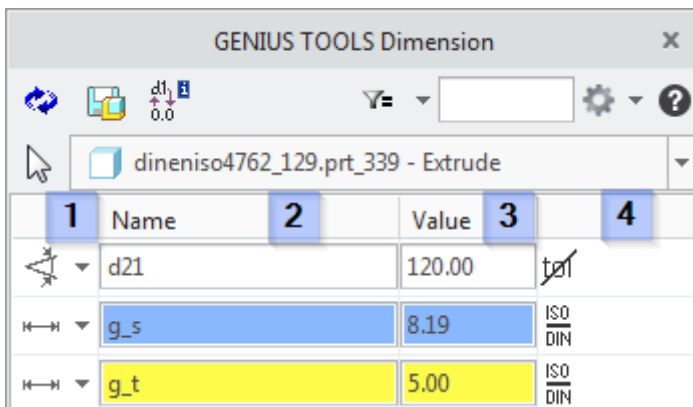 GENIUS TOOLS Dimension
d1 i
0.0
dineniso4762_129.prt_339 - Extrude
1 Name 2 Value 3 4
d21 120.00 tol
g_s 8.19 ISO DIN
g_t 5.00 ISO DIN